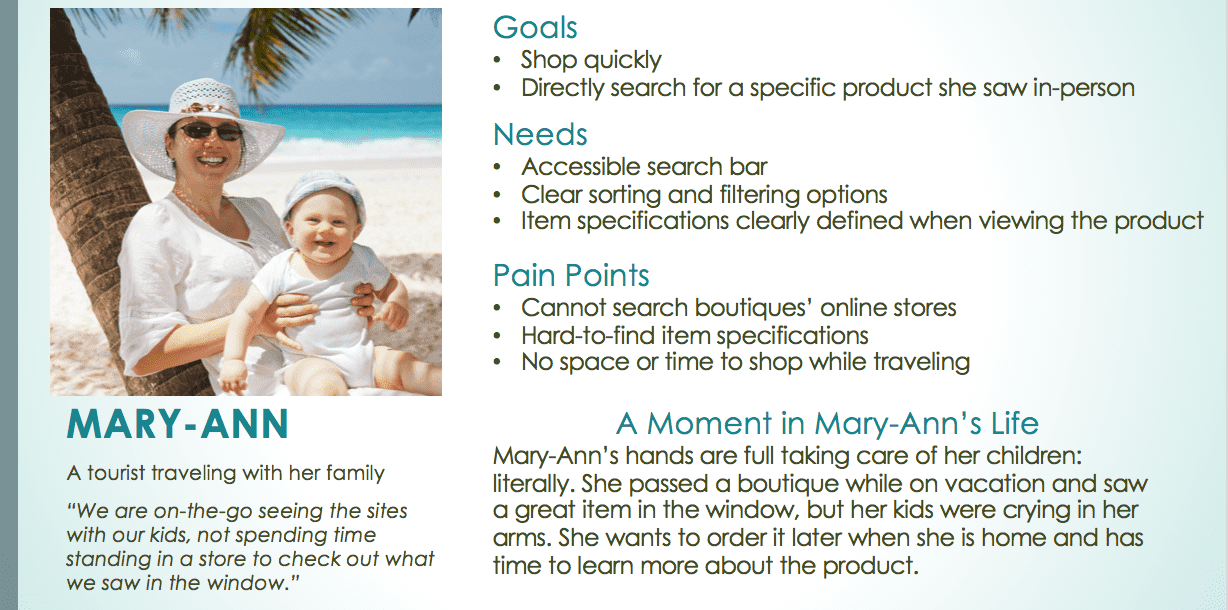 Goals
• Shop quickly
• Directly search for a specific product she saw in-person
Needs
• Accessible search bar
• Clear sorting and filtering options
• Item specifications clearly defined when viewing the product
Pain Points
• Cannot search boutiques’ online stores
• Hard-to-find item specifications
• No space or time to shop while traveling
MARY-ANN
A tourist traveling with her family
“We are on-the-go seeing the sites
with our kids, not spending time
standing in a store to check out what
we saw in the window.”
A Moment in Mary-Ann’s Life
Mary-Ann’s hands are full taking care of her children:
literally. She passed a boutique while on vacation and saw
a great item in the window, but her kids were crying in her
arms. She wants to order it later when she is home and has
time to learn more about the product.